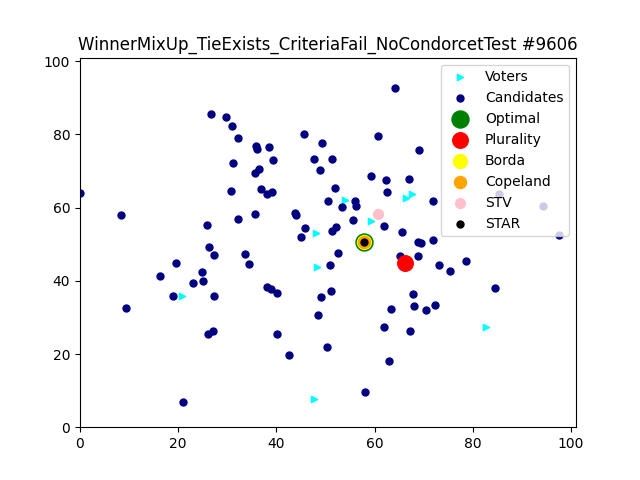 WinnerMixUp_TieExists_CriteriaFail_NoCondorcetTest #9606
100
80
60
40
20
0
0 20 40 60 80 100
Voters
Candidates
Optimal
Plurality
Borda
Copeland
STV
STAR